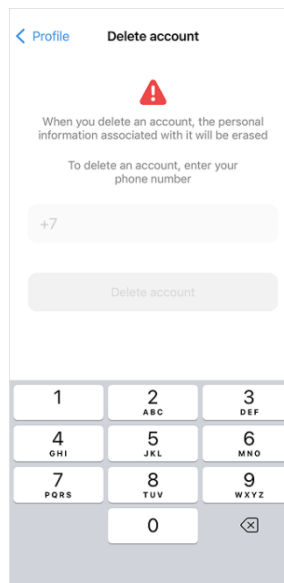 Profile
Delete account
When you delete an account, the personal
information associated with it will be erased
To delete an account, enter your
phone number
+7
Delete account
1
2
ABC
3
DEF
4
GHI
5
JKL
6
MNO
7
PQRS
8
TUV
9
WXYZ
0